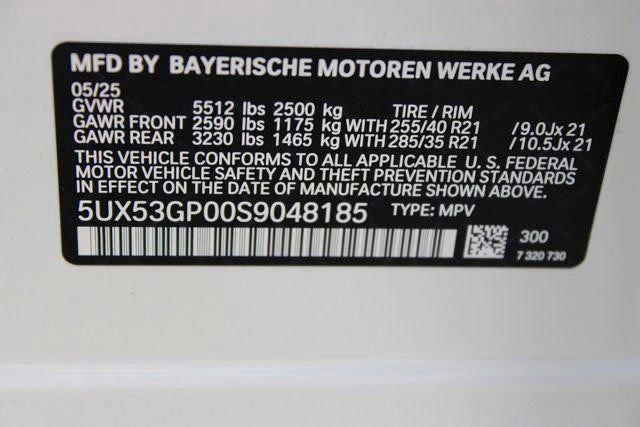 MFD BY BAYERISCHE MOTOREN WERKE AG
05/25
GVWR 5512 lbs 2500 kg TIRE / RIM
GAWR FRONT 2590 lbs 1175 kg WITH 255/40 R21 /9.0Jx21
GAWR REAR 3230 lbs 1465 kg WITH 285/35 R21 /10.5Jx21
THIS VEHICLE CONFORMS TO ALL APPLICABLE U. S. FEDERAL
MOTOR VEHICLE SAFETY AND THEFT PREVENTION STANDARDS
IN EFFECT ON THE DATE OF MANUFACTURE SHOWN ABOVE.
5UX53GP00S9048185 TYPE: MPV
300
7 320 730